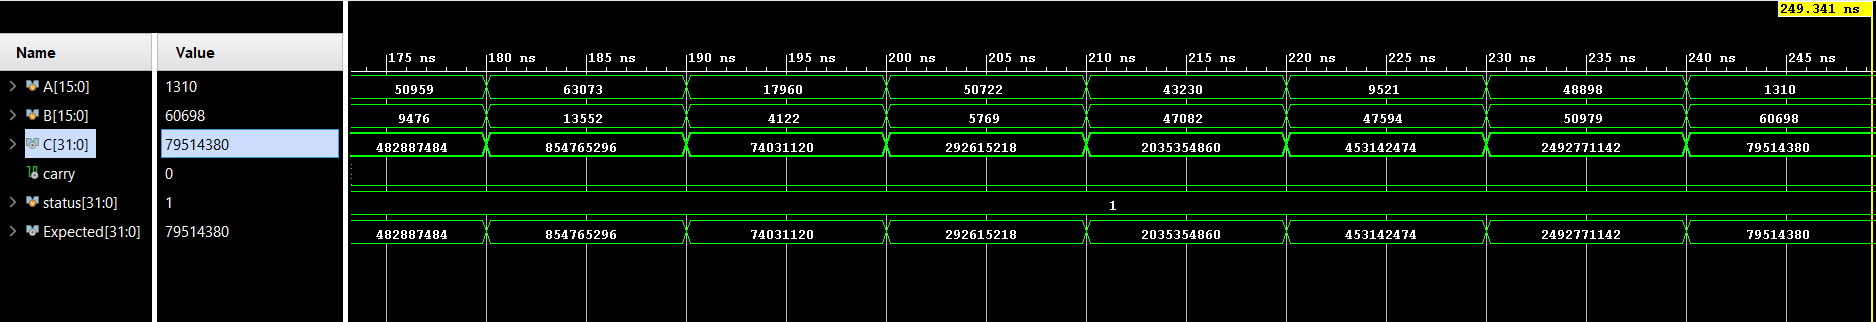 249.341 ns
Name Value
175 ns 180 ns 185 ns 190 ns 195 ns 200 ns 205 ns 210 ns 215 ns 220 ns 225 ns 230 ns 235 ns 240 ns 245 ns
A[15:0] 1310 50959 63073 17960 50722 43230 9521 48898 1310
B[15:0] 60698 9476 13552 4122 5769 47082 47594 50979 60698
C[31:0] 79514380 482887484 854765296 74031120 292615218 2035354860 453142474 2492771142 79514380
carry 0
status[31:0] 1 1
Expected[31:0] 79514380 482887484 854765296 74031120 292615218 2035354860 453142474 2492771142 79514380